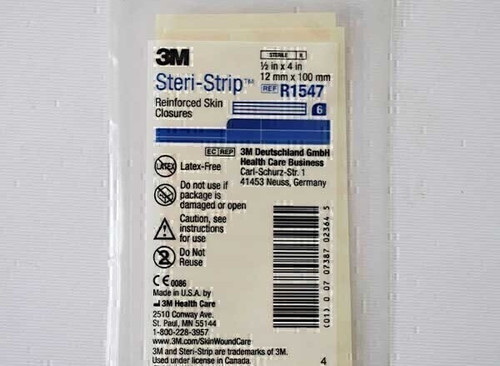 3M
STERILE R
Steri-Strip™
½ in x 4 in
12 mm x 100 mm
REF R1547
Reinforced Skin
Closures
6
EC REP 3M Deutschland GmbH
Health Care Business
Carl-Schurz-Str. 1
41453 Neuss, Germany
LATEX Latex-Free
Do not use if
package is
damaged or open
Caution, see
instructions
for use
2 Do Not
Reuse
CE 0086
Made in U.S.A. by
3M Health Care
2510 Conway Ave.
St. Paul, MN 55144
1-800-228-3957
www.3M.com/SkinWoundCare
3M and Steri-Strip are trademarks of 3M.
Used under license in Canada.
4
(01) 0 07 07387 02364 5